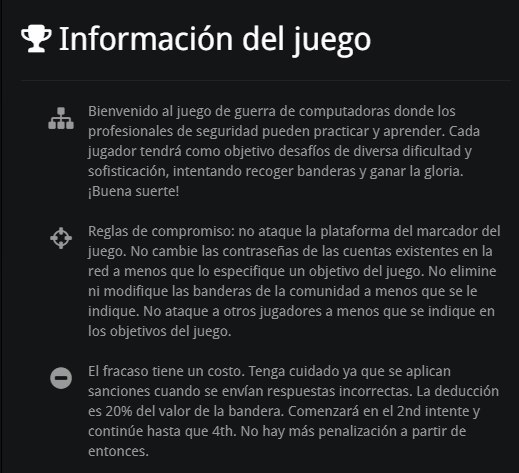 Información del juego
Bienvenido al juego de guerra de computadoras donde los
profesionales de seguridad pueden practicar y aprender. Cada
jugador tendrá como objetivo desafíos de diversa dificultad y
sofisticación, intentando recoger banderas y ganar la gloria.
¡Buena suerte!
Reglas de compromiso: no ataque la plataforma del marcador del
juego. No cambie las contraseñas de las cuentas existentes en la
red a menos que lo especifique un objetivo del juego. No elimine
ni modifique las banderas de la comunidad a menos que se le
indique. No ataque a otros jugadores a menos que se indique en
los objetivos del juego.
El fracaso tiene un costo. Tenga cuidado ya que se aplican
sanciones cuando se envían respuestas incorrectas. La deducción
es 20% del valor de la bandera. Comenzará en el 2nd intente y
continúe hasta que 4th. No hay más penalización a partir de
entonces.